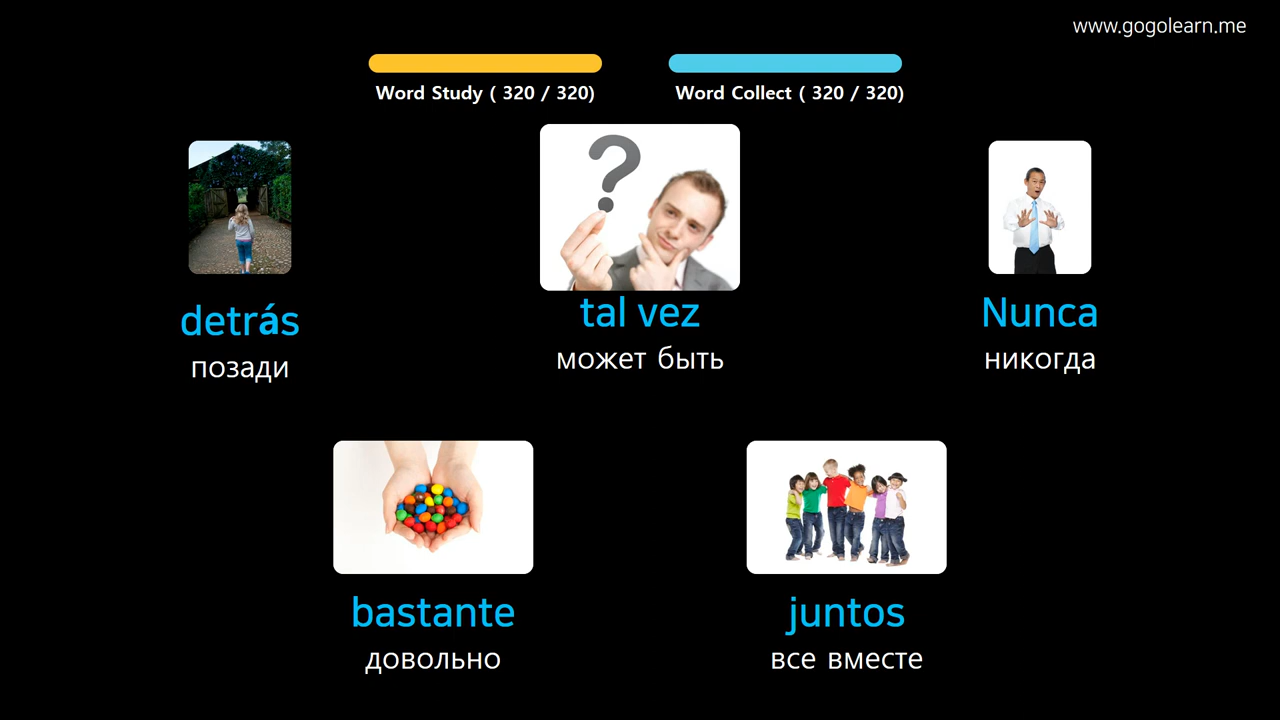 www.gogolearn.me
Word Study ( 320 / 320)
Word Collect ( 320 / 320)
detrás
позади
tal vez
может быть
Nunca
никогда
bastante
довольно
juntos
все вместе